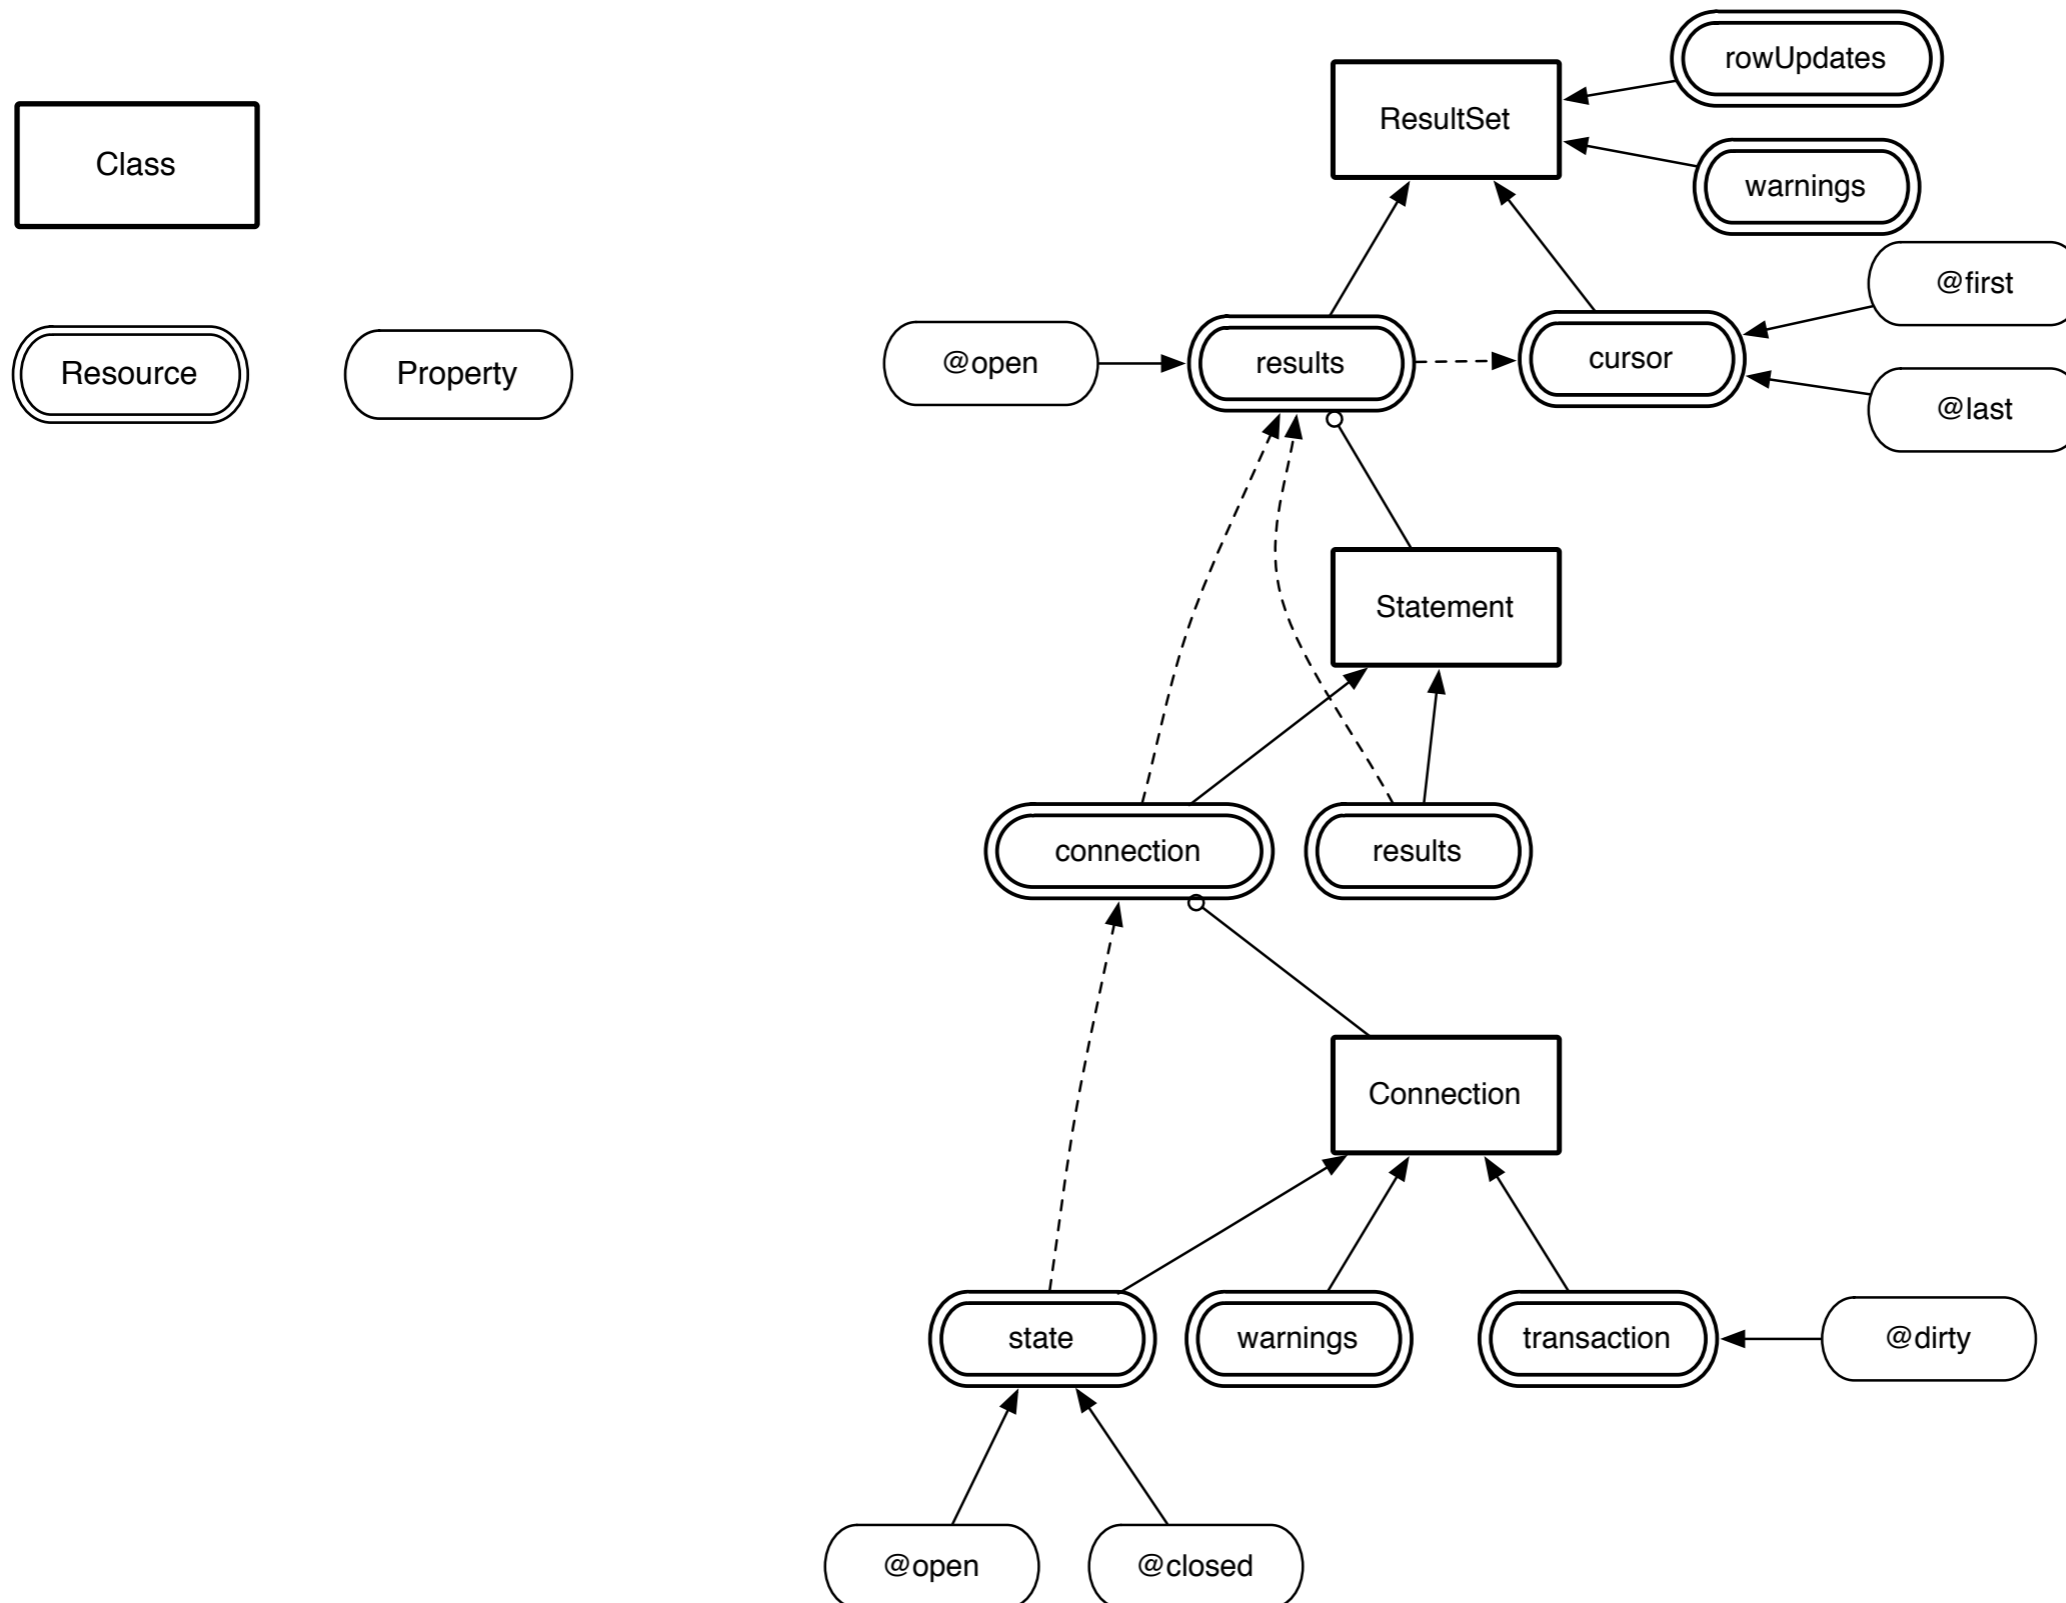 Class
Resource
Property
rowUpdates
ResultSet
warnings
@first
@open
results
cursor
@last
Statement
connection
results
Connection
state
warnings
transaction
@dirty
@open
@closed